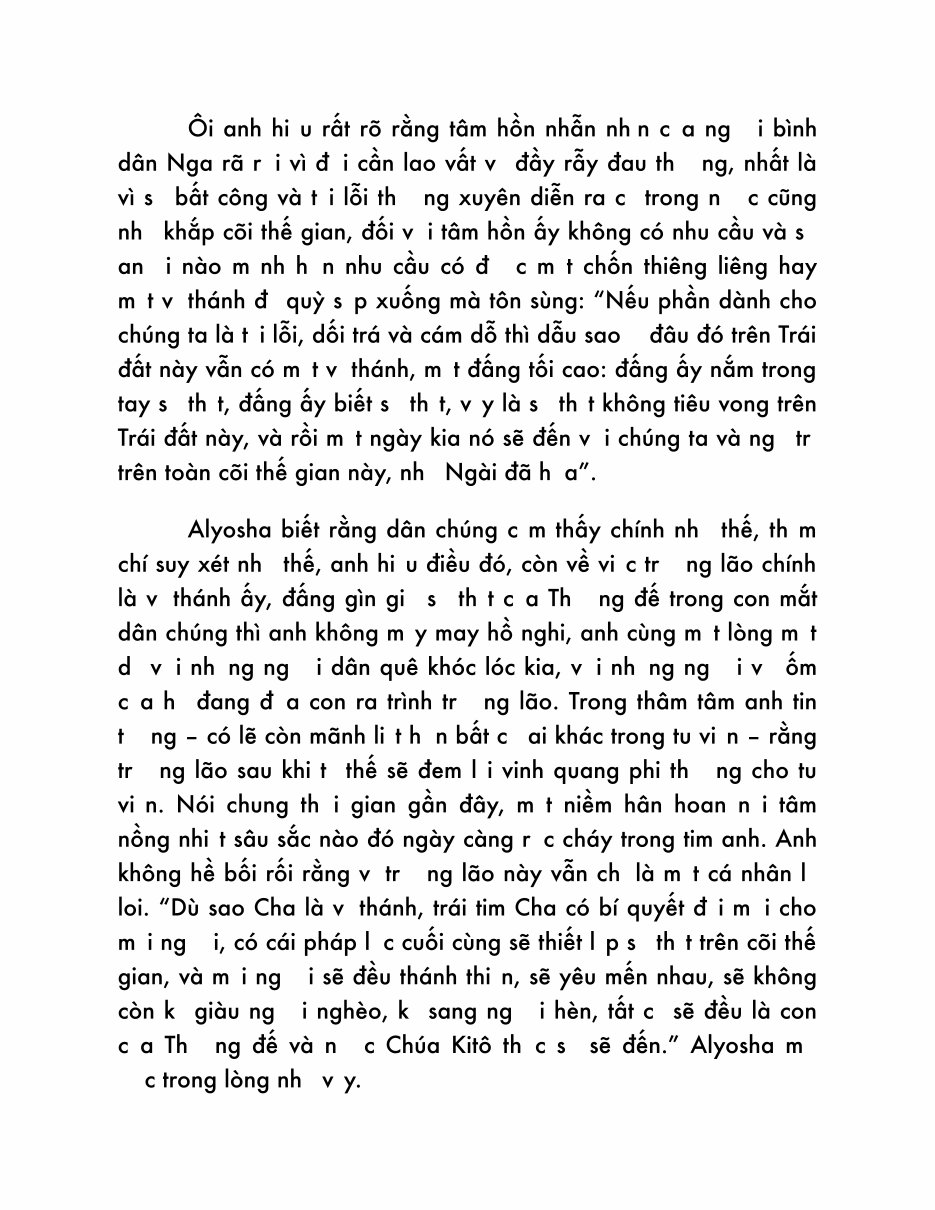 Ôi anh hi u rất rõ rằng tâm hồn nhẫn nh n c a ng i bình
dân Nga rã r i vì đ i cần lao vất v đầy rẫy đau th ng, nhất là
vì s bất công và t i lỗi th ng xuyên diễn ra c trong n c cũng
nh khắp cõi thế gian, đối v i tâm hồn ấy không có nhu cầu và s
an i nào m nh h n nhu cầu có đ c m t chốn thiêng liêng hay
m t v thánh đ quỳ s p xuống mà tôn sùng: “Nếu phần dành cho
chúng ta là t i lỗi, dối trá và cám dỗ thì dẫu sao đâu đó trên Trái
đất này vẫn có m t v thánh, m t đấng tối cao: đấng ấy nắm trong
tay s th t, đấng ấy biết s th t, v y là s th t không tiêu vong trên
Trái đất này, và rồi m t ngày kia nó sẽ đến v i chúng ta và ng tr
trên toàn cõi thế gian này, nh Ngài đã h a”.
Alyosha biết rằng dân chúng c m thấy chính nh thế, th m
chí suy xét nh thế, anh hi u điều đó, còn về vi c tr ng lão chính
là v thánh ấy, đấng gìn gi s th t c a Th ng đế trong con mắt
dân chúng thì anh không m y may hồ nghi, anh cùng m t lòng m t
d v i nh ng ng i dân quê khóc lóc kia, v i nh ng ng i v ốm
c a h đang đ a con ra trình tr ng lão. Trong thâm tâm anh tin
t ng – có lẽ còn mãnh li t h n bất c ai khác trong tu vi n – rằng
tr ng lão sau khi t thế sẽ đem l i vinh quang phi th ng cho tu
vi n. Nói chung th i gian gần đây, m t niềm hân hoan n i tâm
nồng nhi t sâu sắc nào đó ngày càng r c cháy trong tim anh. Anh
không hề bối rối rằng v tr ng lão này vẫn ch là m t cá nhân l
loi. “Dù sao Cha là v thánh, trái tim Cha có bí quyết đ i m i cho
m i ng i, có cái pháp l c cuối cùng sẽ thiết l p s th t trên cõi thế
gian, và m i ng i sẽ đều thánh thi n, sẽ yêu mến nhau, sẽ không
còn k giàu ng i nghèo, k sang ng i hèn, tất c sẽ đều là con
c a Th ng đế và n c Chúa Kitô th c s sẽ đến.” Alyosha m
c trong lòng nh v y.